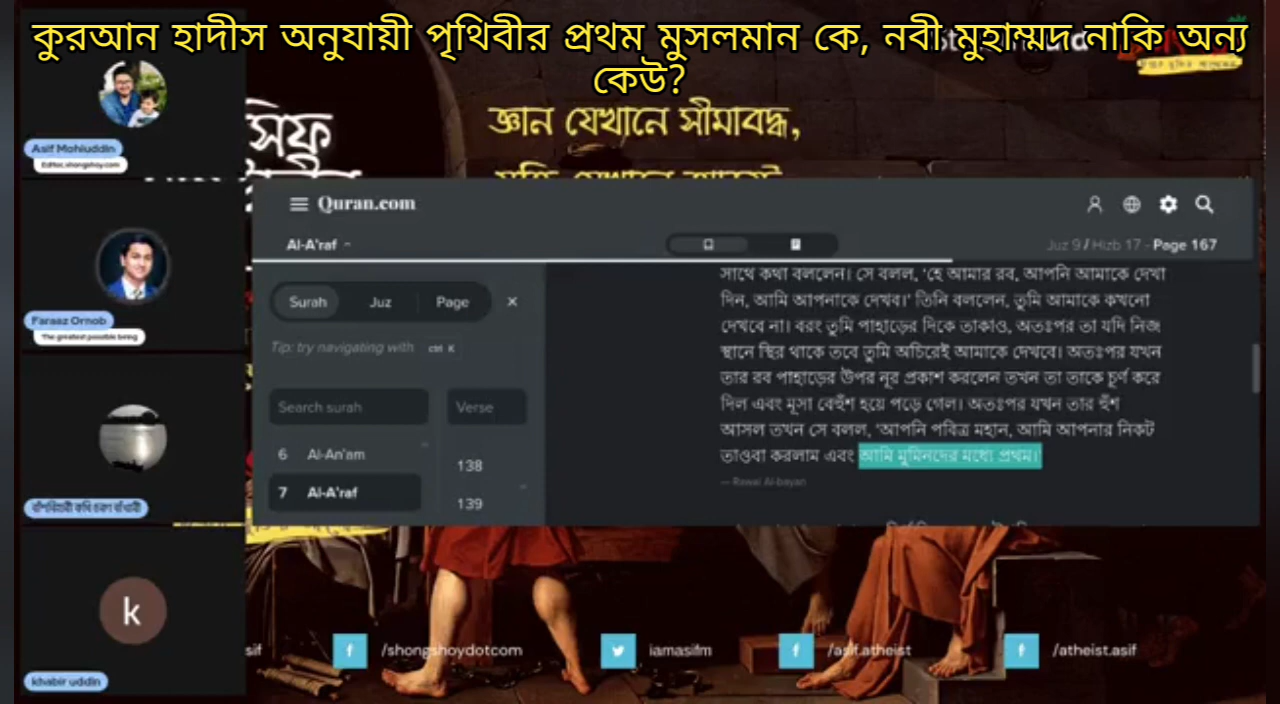 কুরআন হাদীস অনুযায়ী পৃথিবীর প্রথম মুসলমান কে, নবী মুহাম্মদ নাকি অন্য
কেউ?
জ্ঞান যেখানে সীমাবদ্ধ,
Asif Mohiuddin
Editor, shongshoy.com
Faraaz Ornob
The greatest possible being
k
khabir uddin
Quran.com
Al-A'raf
Juz 9 / Hizb 17 - Page 167
Surah Juz Page
Tip: try navigating with ctrl K
Search surah
Verse
6 Al-An'am
7 Al-A'raf
138
139
সাথে কথা বললেন। সে বলল, 'হে আমার রব, আপনি আমাকে দেখা
দিন, আমি আপনাকে দেখব।' তিনি বললেন, তুমি আমাকে কখনো
দেখবে না। বরং তুমি পাহাড়ের দিকে তাকাও, অতঃপর তা যদি নিজ
স্থানে স্থির থাকে তবে তুমি অচিরেই আমাকে দেখবে। অতঃপর যখন
তার রব পাহাড়ের উপর নূর প্রকাশ করলেন তখন তা তাকে চূর্ণ করে
দিল এবং মূসা বেহুঁশ হয়ে পড়ে গেল। অতঃপর যখন তার হুঁশ
আসল তখন সে বলল, 'আপনি পবিত্র মহান, আমি আপনার নিকট
তাওবা করলাম এবং আমি মুমিনদের মধ্যে প্রথম।'
— Rawai Al-bayan
/shongshoydotcom
iamasifm
/asif.atheist
/atheist.asif